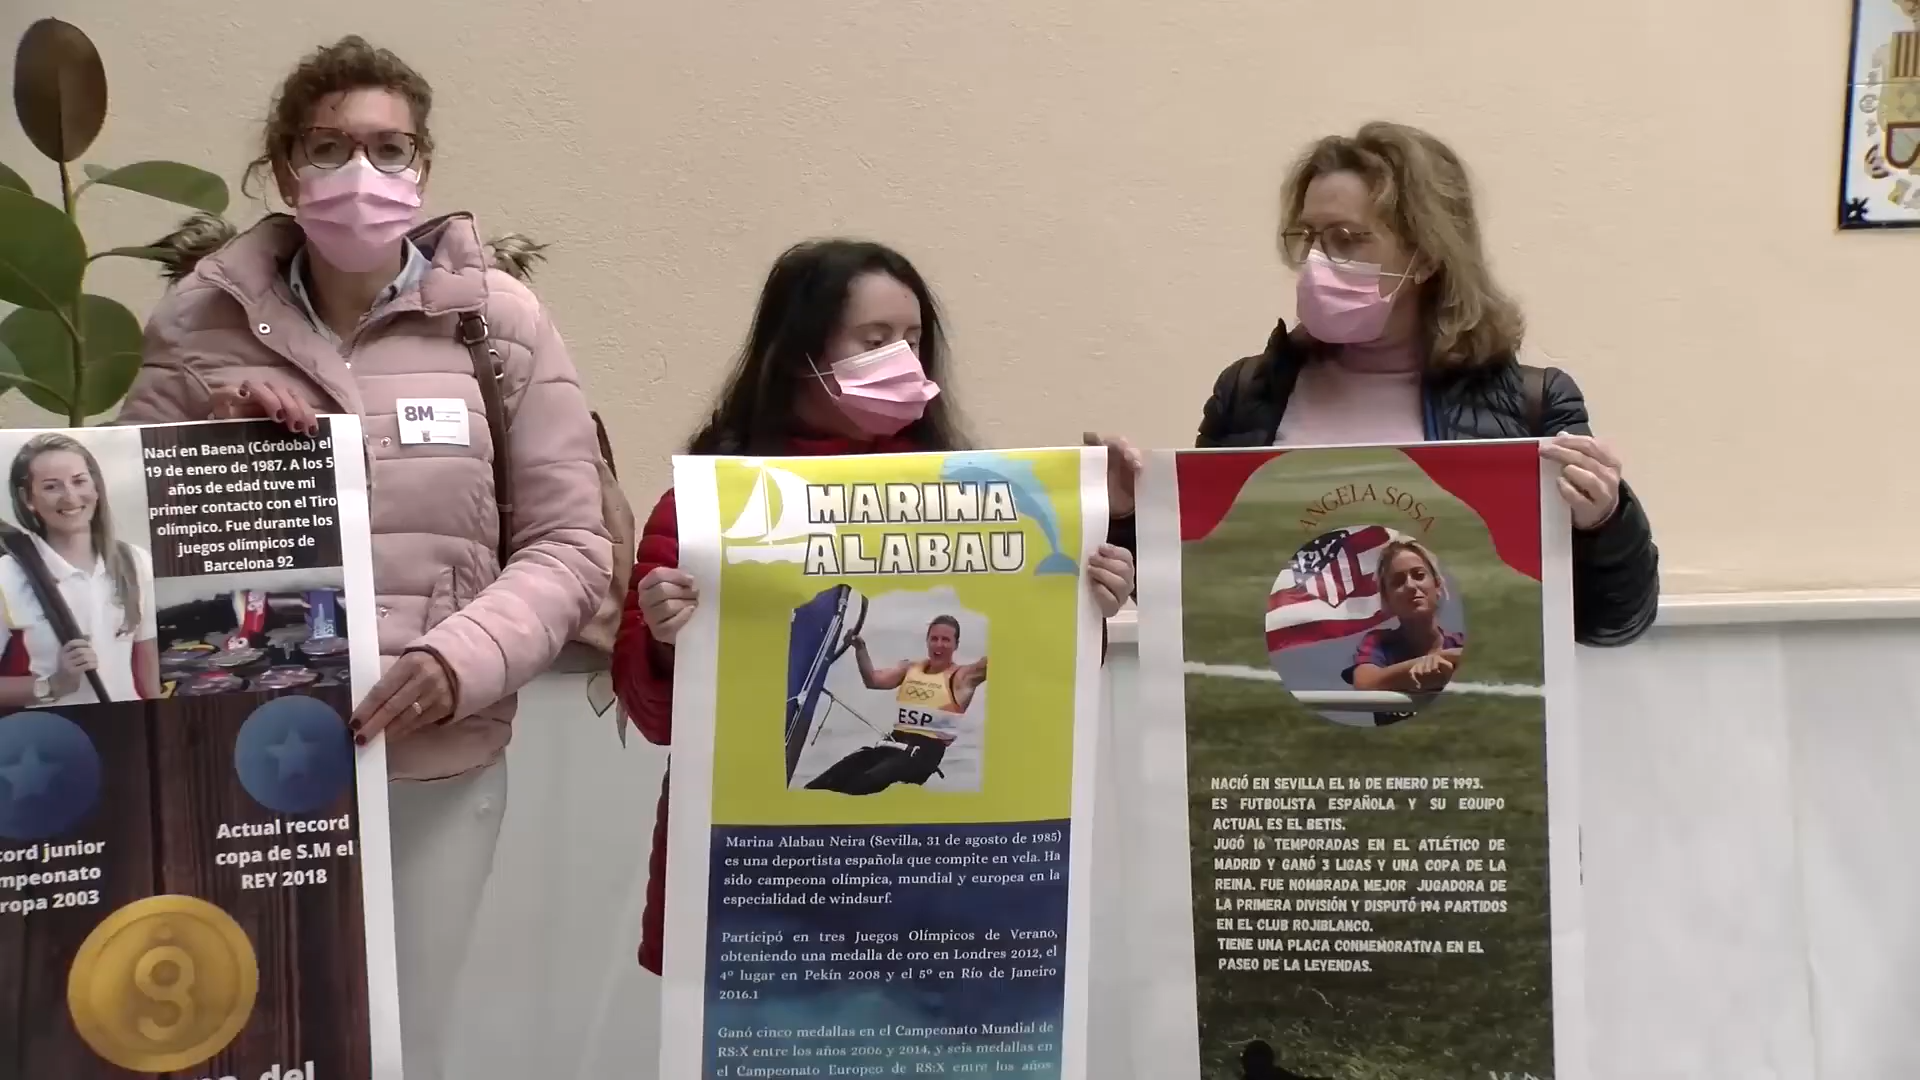 8M
Nací en Baena (Córdoba) el
19 de enero de 1987. A los 5
años de edad tuve mi
primer contacto con el Tiro
olímpico. Fue durante los
juegos olímpicos de
Barcelona 92
Actual record
copa de S.M el
REY 2018
junior
2003
del
MARINA
ALABAU
ESP
Marina Alabau Neira (Sevilla, 31 de agosto de 1985)
es una deportista española que compite en vela. Ha
sido campeona olímpica, mundial y europea en la
especialidad de windsurf.
Participó en tres Juegos Olímpicos de Verano,
obteniendo una medalla de oro en Londres 2012, el
4º lugar en Pekín 2008 y el 5º en Río de Janeiro
2016.1
Ganó cinco medallas en el Campeonato Mundial de
RS:X entre los años 2006 y 2014, y seis medallas en
el Campeonato Europeo de RS:X entre los años
ANGELA SOSA
NACIÓ EN SEVILLA EL 16 DE ENERO DE 1993.
ES FUTBOLISTA ESPAÑOLA Y SU EQUIPO
ACTUAL ES EL BETIS.
JUGÓ 16 TEMPORADAS EN EL ATLÉTICO DE
MADRID Y GANÓ 3 LIGAS Y UNA COPA DE LA
REINA. FUE NOMBRADA MEJOR JUGADORA DE
LA PRIMERA DIVISIÓN Y DISPUTÓ 194 PARTIDOS
EN EL CLUB ROJIBLANCO.
TIENE UNA PLACA CONMEMORATIVA EN EL
PASEO DE LA LEYENDAS.